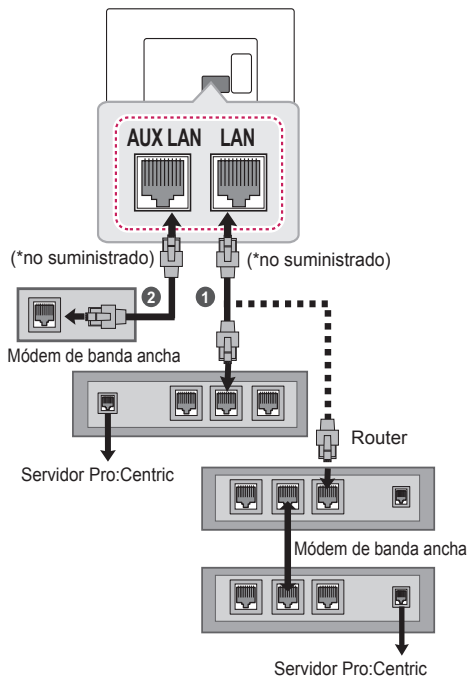 AUX LAN LAN
(*no suministrado) (*no suministrado)
2 1
Módem de banda ancha
Router
Servidor Pro:Centric
Módem de banda ancha
Servidor Pro:Centric